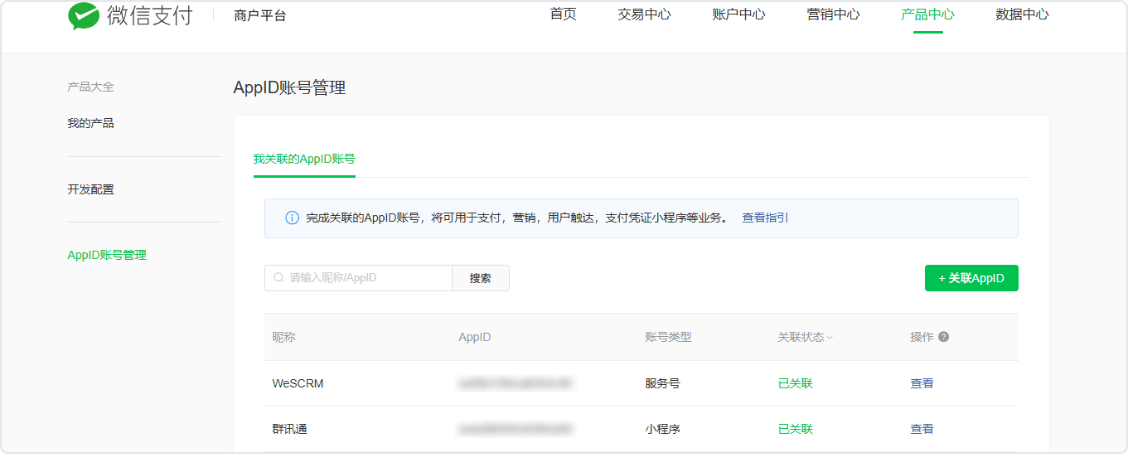 微信支付 商户平台 首页 交易中心 账户中心 营销中心 产品中心 数据中心
产品大全
AppID账号管理
我的产品
我关联的AppID账号
开发配置
完成关联的AppID账号，将可用于支付，营销，用户触达，支付凭证小程序等业务。 查看指引
AppID账号管理
请输入昵称/AppID 搜索 + 关联AppID
昵称 AppID 账号类型 关联状态 操作
WeSCRM 服务号 已关联 查看
群讯通 小程序 已关联 查看